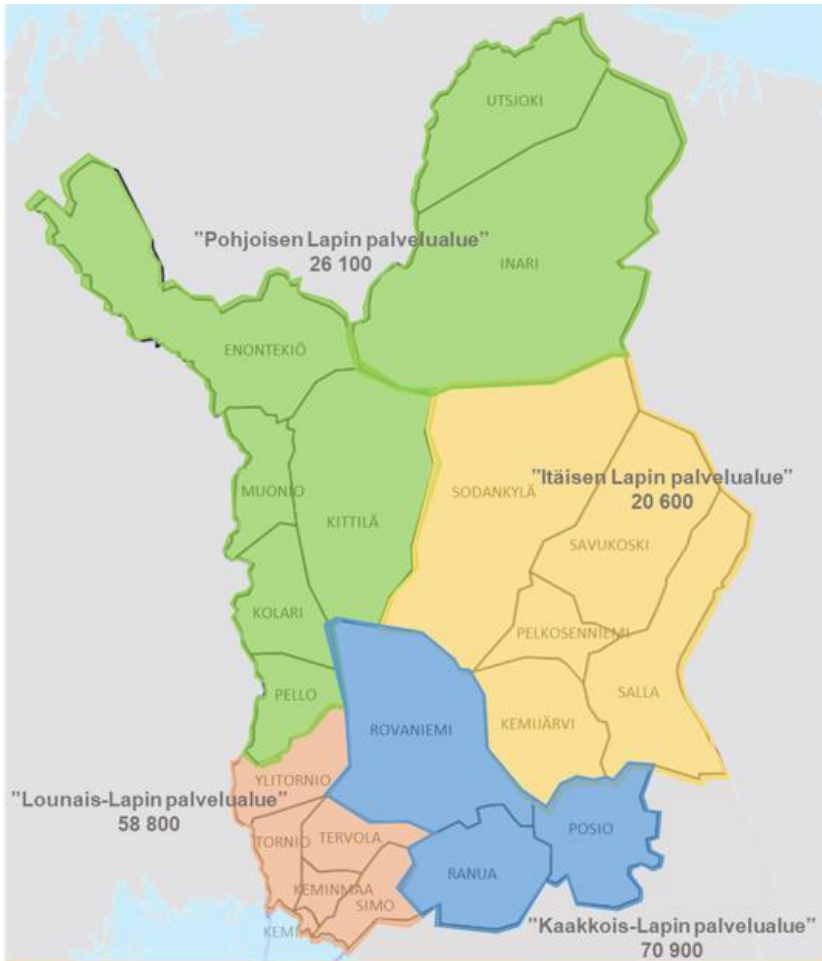 UTSJOKI
"Pohjoisen Lapin palvelualue"
26 100
INARI
ENONTEKIÖ
"Itäisen Lapin palvelualue"
20 600
MUONIO
SODANKYLÄ
KITTILÄ
SAVUKOSKI
KOLARI
PELKOSENNIEMI
PELLO
SALLA
ROVANIEMI
KEMIJÄRVI
YLITORNIO
"Lounais-Lapin palvelualue"
58 800
TORNIO
TERVOLA
POSIO
RANUA
KEMINMAA
SIMO
KEMI
"Kaakkois-Lapin palvelualue"
70 900